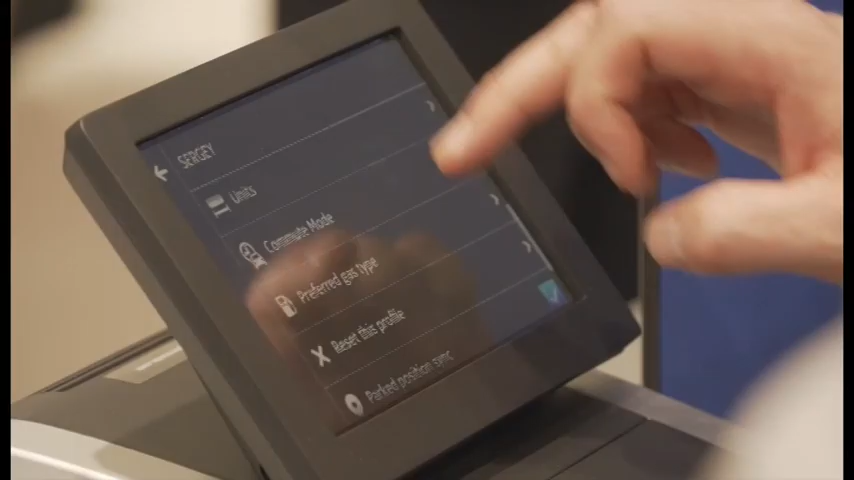 SERGEY
Units
Commute Mode
Preferred gas type
Reset this profile
Parked position sync